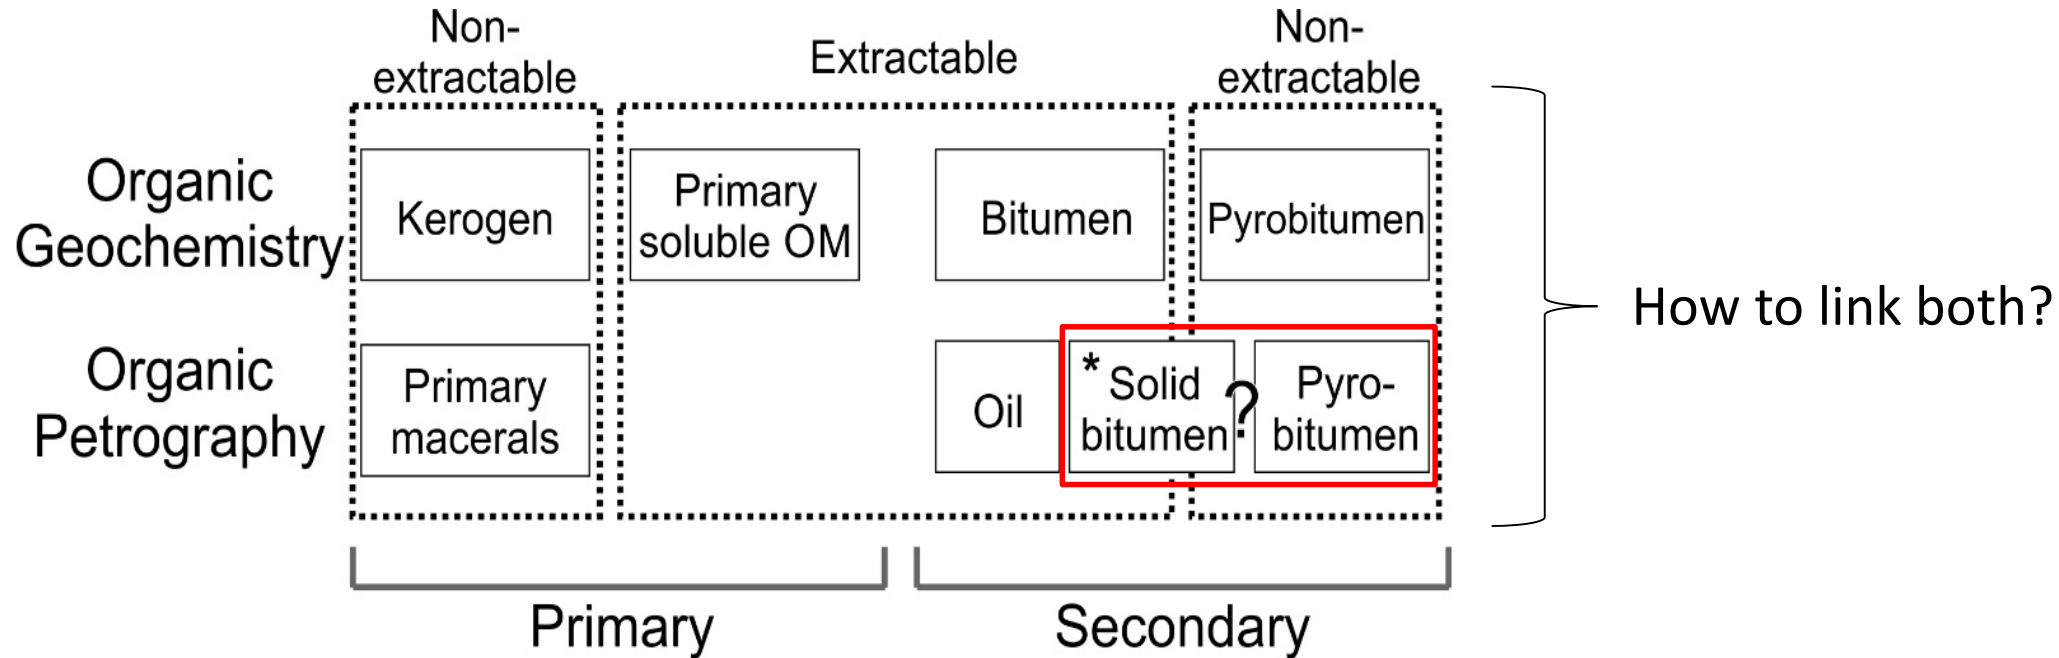 Non-
extractable
Extractable
Non-
extractable
Organic
Geochemistry
Kerogen
Primary
soluble OM
Bitumen
Pyrobitumen
How to link both?
Organic
Petrography
Primary
macerals
Oil
* Solid
bitumen
?
Pyro-
bitumen
Primary
Secondary